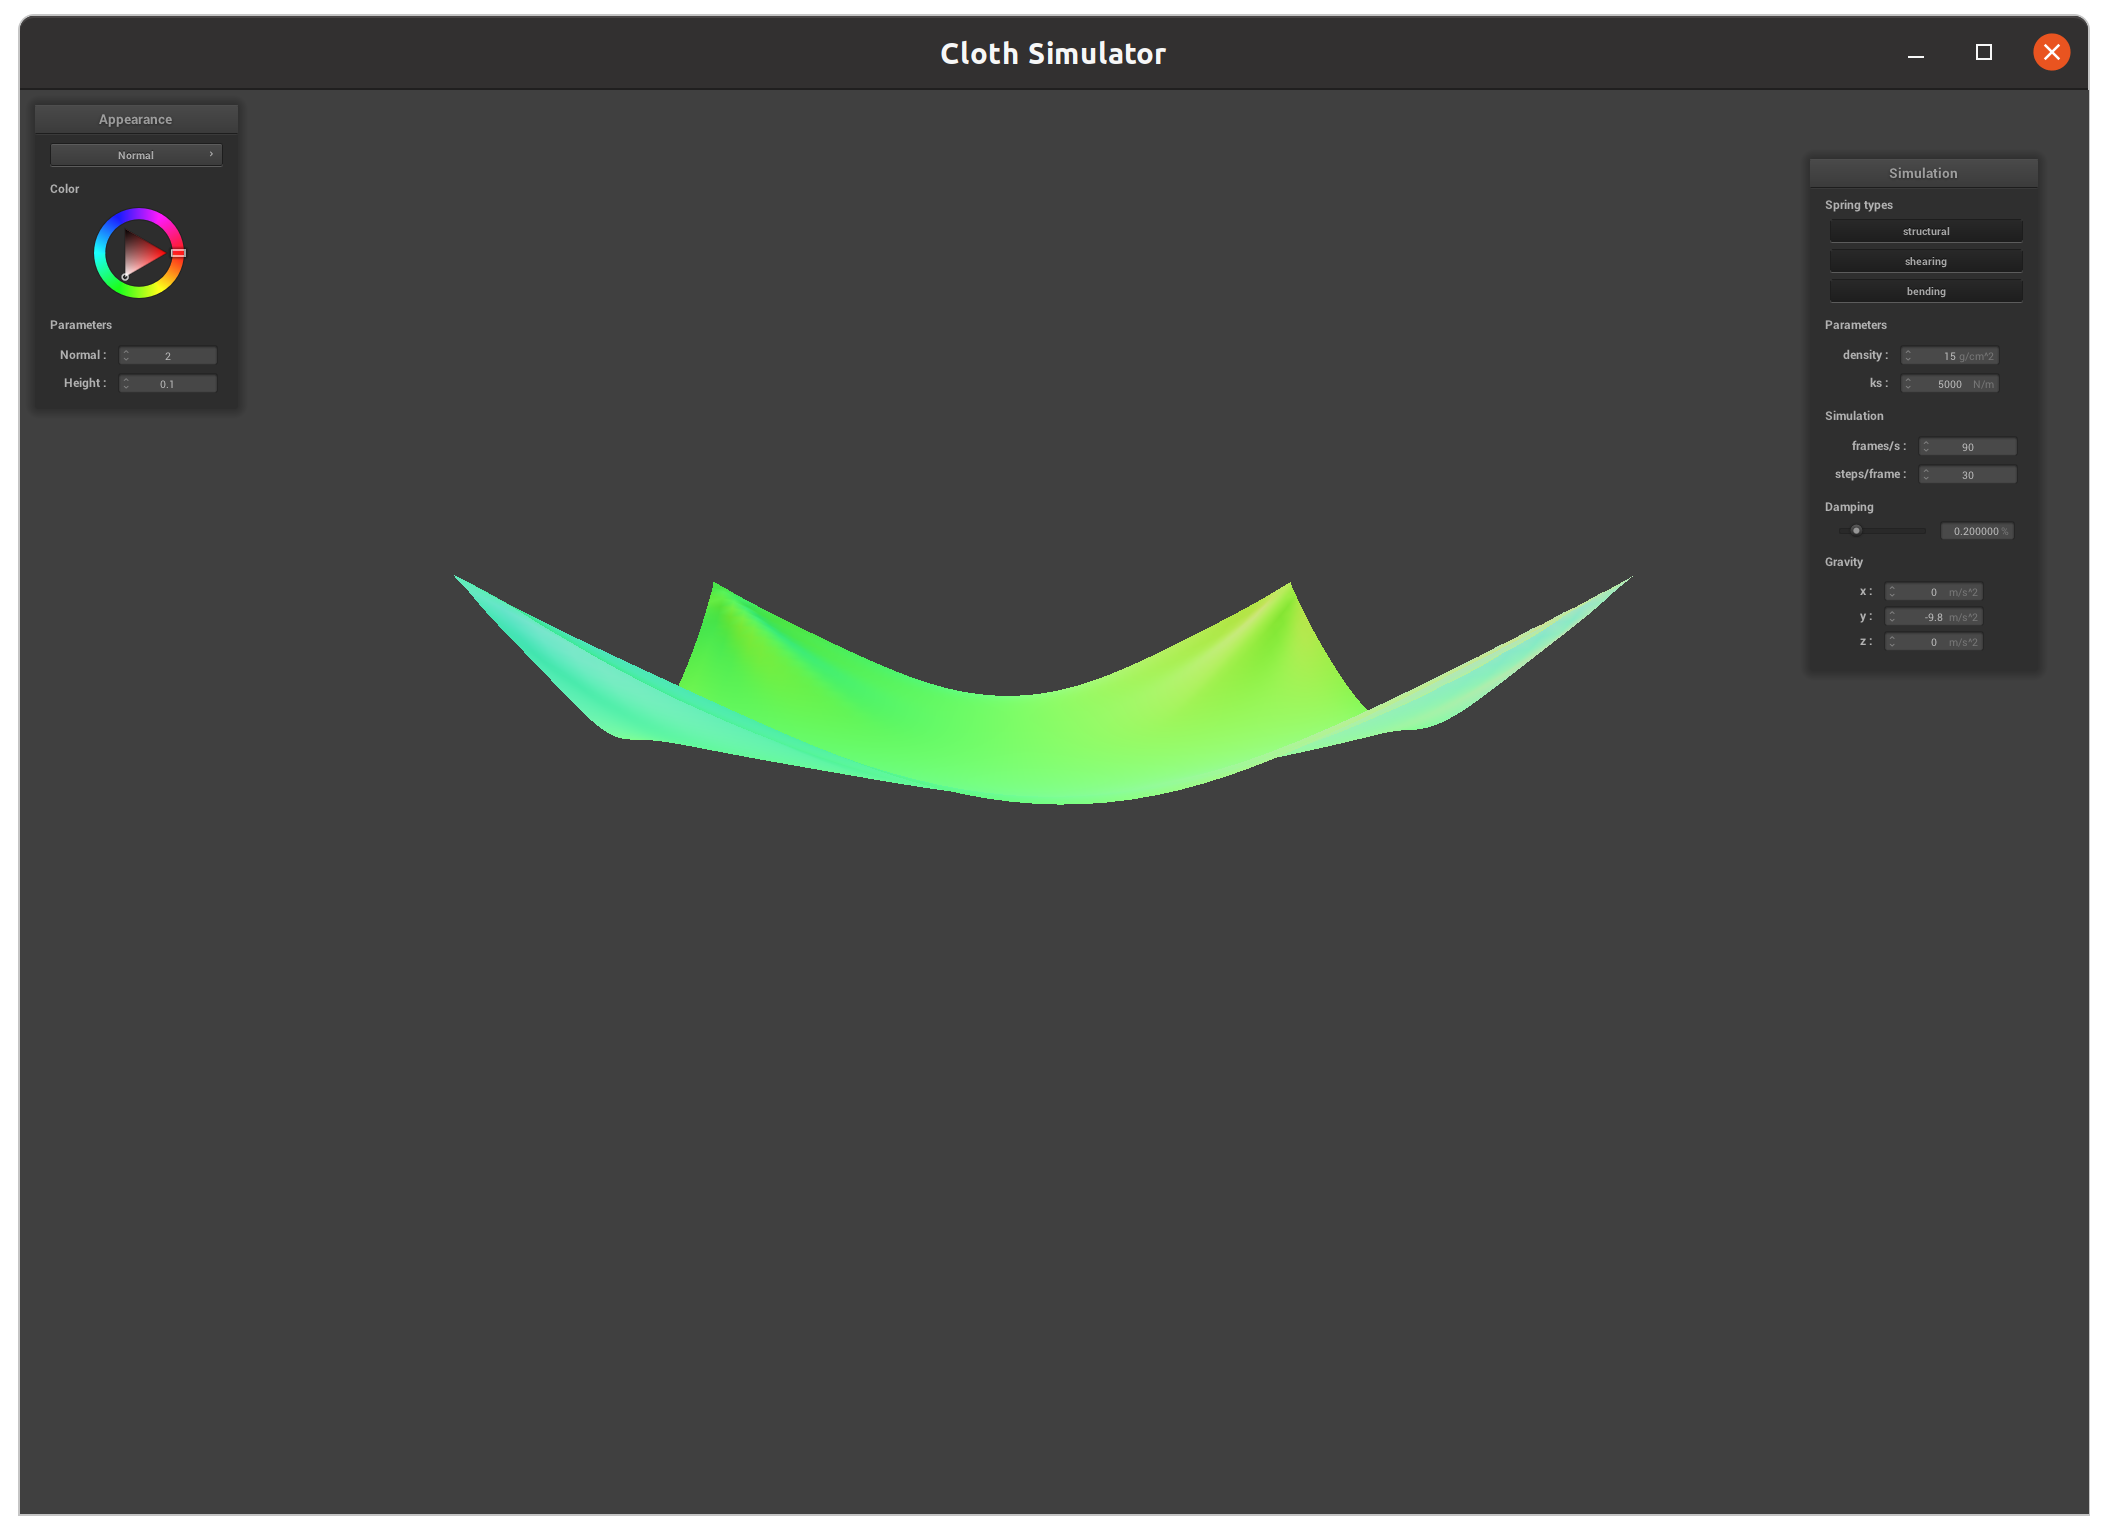 Cloth Simulator
Appearance
Normal
Color
Parameters
Normal : 2
Height : 0.1
Simulation
Spring types
structural
shearing
bending
Parameters
density : 15 g/cm^2
ks : 5000 N/m
Simulation
frames/s : 90
steps/frame : 30
Damping
0.200000 %
Gravity
x : 0 m/s^2
y : -9.8 m/s^2
z : 0 m/s^2